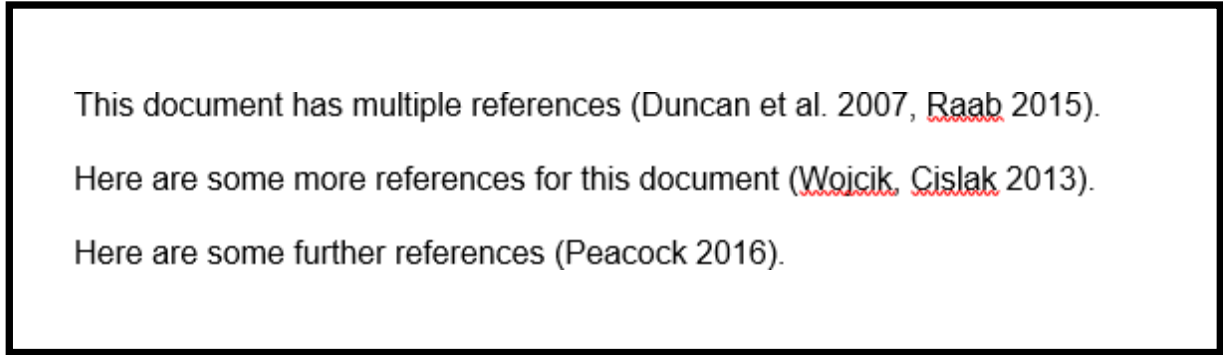 This document has multiple references (Duncan et al. 2007, Raab 2015).
Here are some more references for this document (Wojcik, Cislak 2013).
Here are some further references (Peacock 2016).